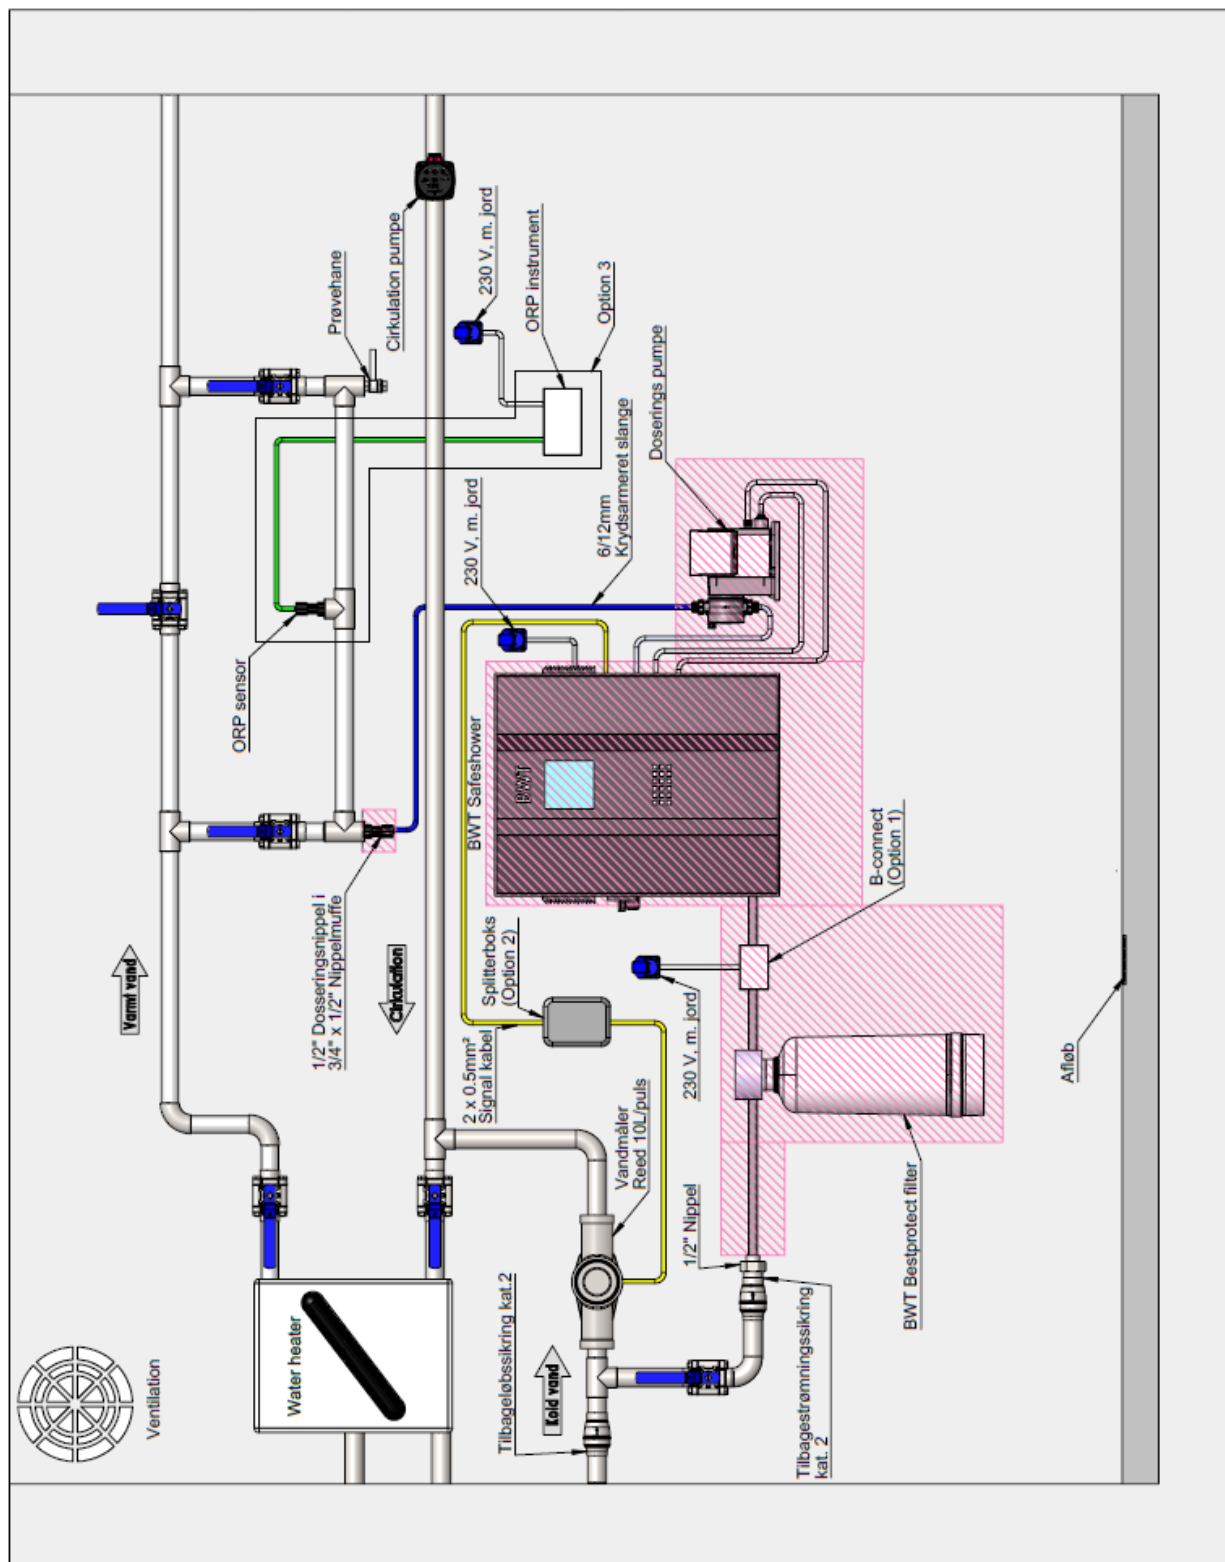 Ventilation
Water heater
Varmt vand
Cirkulation
Kold vand
ORP sensor
Prøvehane
Cirkulation pumpe
230 V, m. jord
ORP instrument
Option 3
1/2" Dosseringsnippel i
3/4" x 1/2" Nippelmuffe
230 V, m. jord
6/12mm
Krydsarmeret slange
Doserings pumpe
BWT Safeshower
BWT
2 x 0.5mm²
Signal kabel
Splitterboks
(Option 2)
Vandmåler
Reed 10L/puls
Tilbageløbssikring kat.2
230 V, m. jord
B-connect
(Option 1)
1/2" Nippel
Tilbagestrømningssikring
kat. 2
BWT Bestprotect filter
Afløb